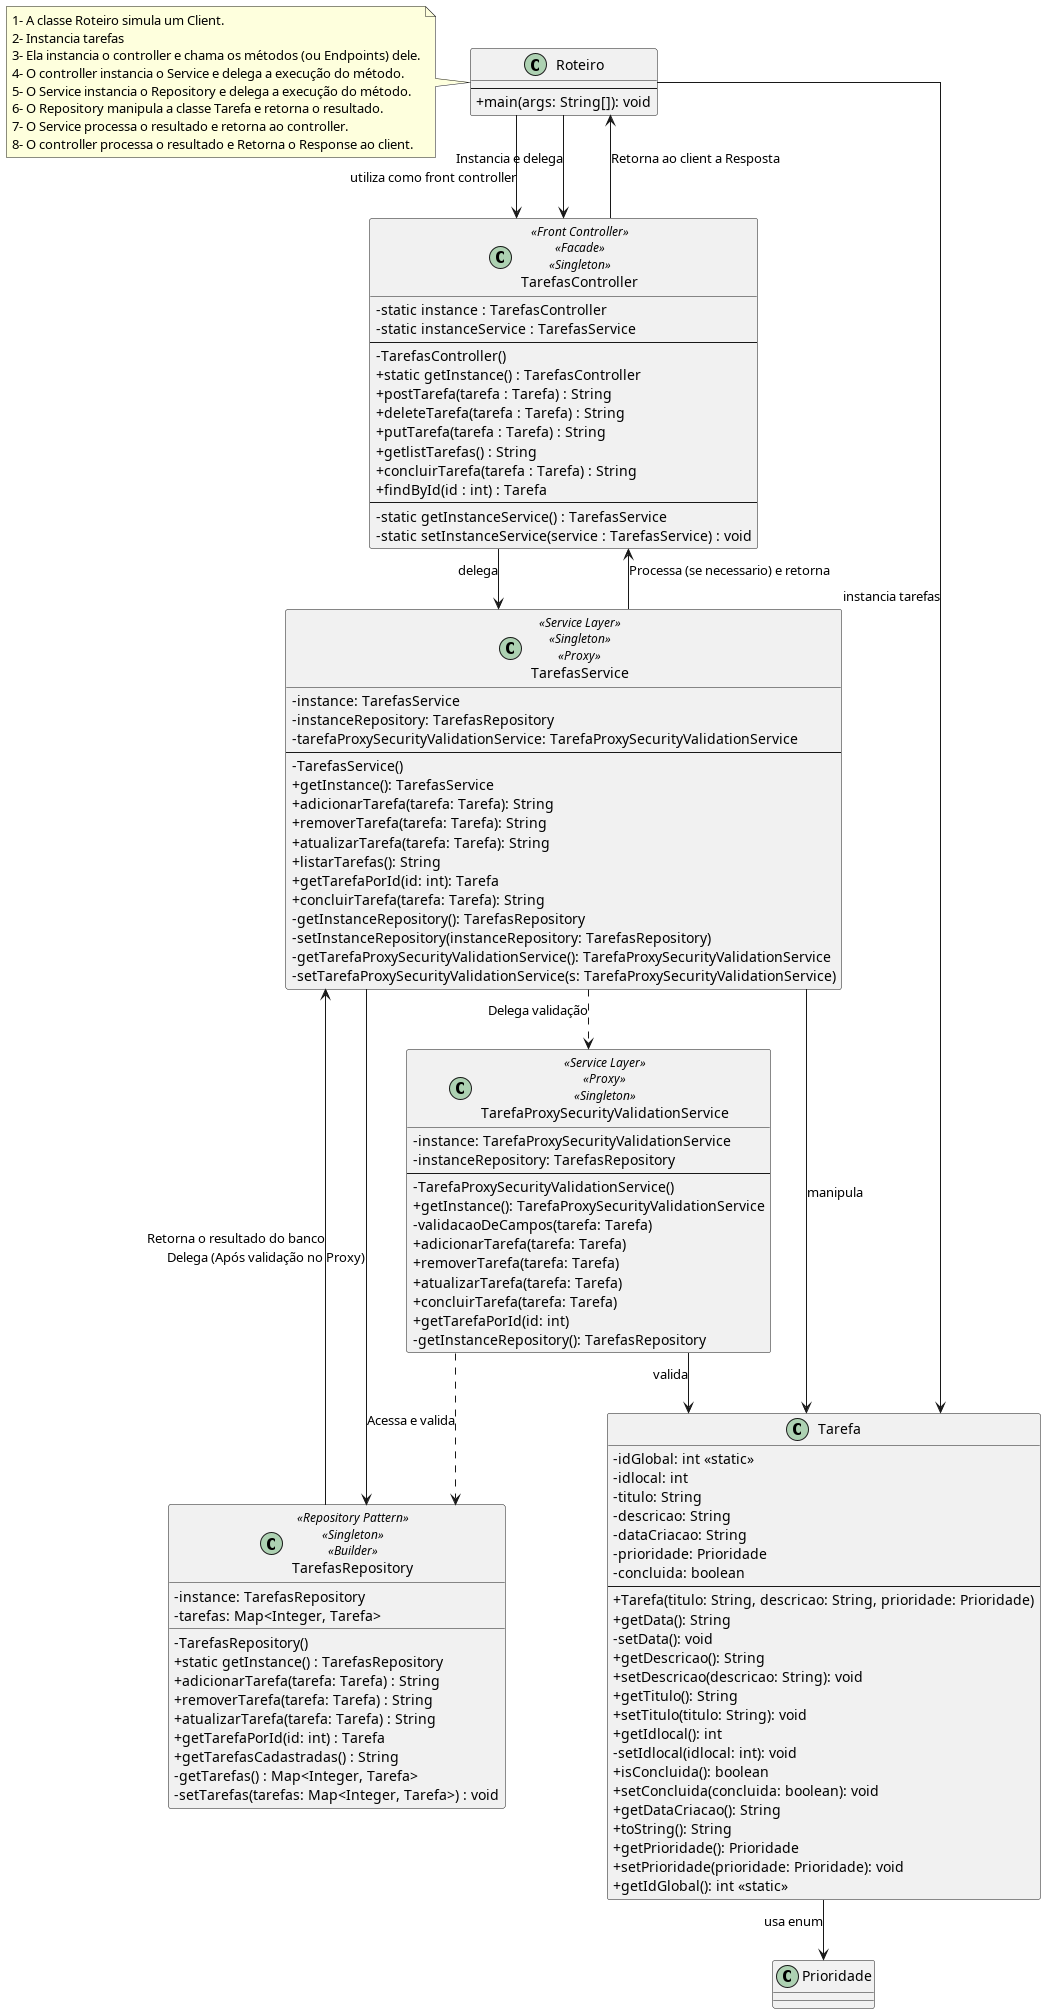 1- A classe Roteiro simula um Client.
2- Instancia tarefas
3- Ela instancia o controller e chama os métodos (ou Endpoints) dele.
4- O controller instancia o Service e delega a execução do método.
5- O Service instancia o Repository e delega a execução do método.
6- O Repository manipula a classe Tarefa e retorna o resultado.
7- O Service processa o resultado e retorna ao controller.
8- O controller processa o resultado e Retorna o Response ao client.
C Roteiro
+main(args: String[]): void
Instancia e delega
utiliza como front controller
Retorna ao client a Resposta
«Front Controller»
«Facade»
«Singleton»
C TarefasController
-static instance : TarefasController
-static instanceService : TarefasService
-TarefasController()
+static getInstance() : TarefasController
+postTarefa(tarefa : Tarefa) : String
+deleteTarefa(tarefa : Tarefa) : String
+putTarefa(tarefa : Tarefa) : String
+getlistTarefas() : String
+concluirTarefa(tarefa : Tarefa) : String
+findById(id : int) : Tarefa
-static getInstanceService() : TarefasService
-static setInstanceService(service : TarefasService) : void
delega
Processa (se necessario) e retorna
instancia tarefas
«Service Layer»
«Singleton»
«Proxy»
C TarefasService
-instance: TarefasService
-instanceRepository: TarefasRepository
-tarefaProxySecurityValidationService: TarefaProxySecurityValidationService
-TarefasService()
+getInstance(): TarefasService
+adicionarTarefa(tarefa: Tarefa): String
+removerTarefa(tarefa: Tarefa): String
+atualizarTarefa(tarefa: Tarefa): String
+listarTarefas(): String
+getTarefaPorId(id: int): Tarefa
+concluirTarefa(tarefa: Tarefa): String
-getInstanceRepository(): TarefasRepository
-setInstanceRepository(instanceRepository: TarefasRepository)
-getTarefaProxySecurityValidationService(): TarefaProxySecurityValidationService
-setTarefaProxySecurityValidationService(s: TarefaProxySecurityValidationService)
Delega validação
«Service Layer»
«Proxy»
«Singleton»
C TarefaProxySecurityValidationService
-instance: TarefaProxySecurityValidationService
-instanceRepository: TarefasRepository
-TarefaProxySecurityValidationService()
+getInstance(): TarefaProxySecurityValidationService
-validacaoDeCampos(tarefa: Tarefa)
+adicionarTarefa(tarefa: Tarefa)
+removerTarefa(tarefa: Tarefa)
+atualizarTarefa(tarefa: Tarefa)
+concluirTarefa(tarefa: Tarefa)
+getTarefaPorId(id: int)
-getInstanceRepository(): TarefasRepository
manipula
Retorna o resultado do banco
Delega (Após validação no Proxy)
valida
Acessa e valida
«Repository Pattern»
«Singleton»
«Builder»
C TarefasRepository
-instance: TarefasRepository
-tarefas: Map<Integer, Tarefa>
-TarefasRepository()
+static getInstance() : TarefasRepository
+adicionarTarefa(tarefa: Tarefa) : String
+removerTarefa(tarefa: Tarefa) : String
+atualizarTarefa(tarefa: Tarefa) : String
+getTarefaPorId(id: int) : Tarefa
+getTarefasCadastradas() : String
-getTarefas() : Map<Integer, Tarefa>
-setTarefas(tarefas: Map<Integer, Tarefa>) : void
C Tarefa
-idGlobal: int «static»
-idlocal: int
-titulo: String
-descricao: String
-dataCriacao: String
-prioridade: Prioridade
-concluida: boolean
+Tarefa(titulo: String, descricao: String, prioridade: Prioridade)
+getData(): String
-setData(): void
+getDescricao(): String
+setDescricao(descricao: String): void
+getTitulo(): String
+setTitulo(titulo: String): void
+getIdlocal(): int
-setIdlocal(idlocal: int): void
+isConcluida(): boolean
+setConcluida(concluida: boolean): void
+getDataCriacao(): String
+toString(): String
+getPrioridade(): Prioridade
+setPrioridade(prioridade: Prioridade): void
+getIdGlobal(): int «static»
usa enum
C Prioridade